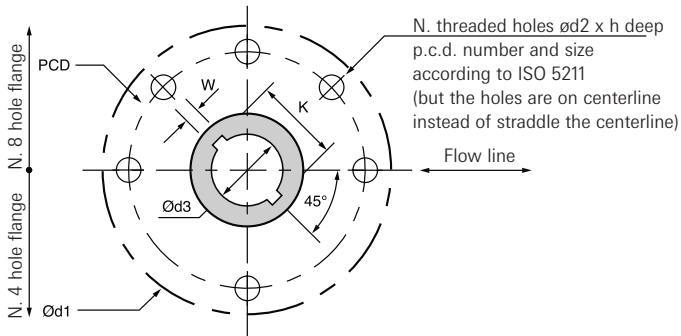 N. threaded holes ød2 x h deep
p.c.d. number and size
according to ISO 5211
(but the holes are on centerline
instead of straddle the centerline)
PCD
W
K
N. 8 hole flange
Flow line
Ød3
45°
N. 4 hole flange
Ød1